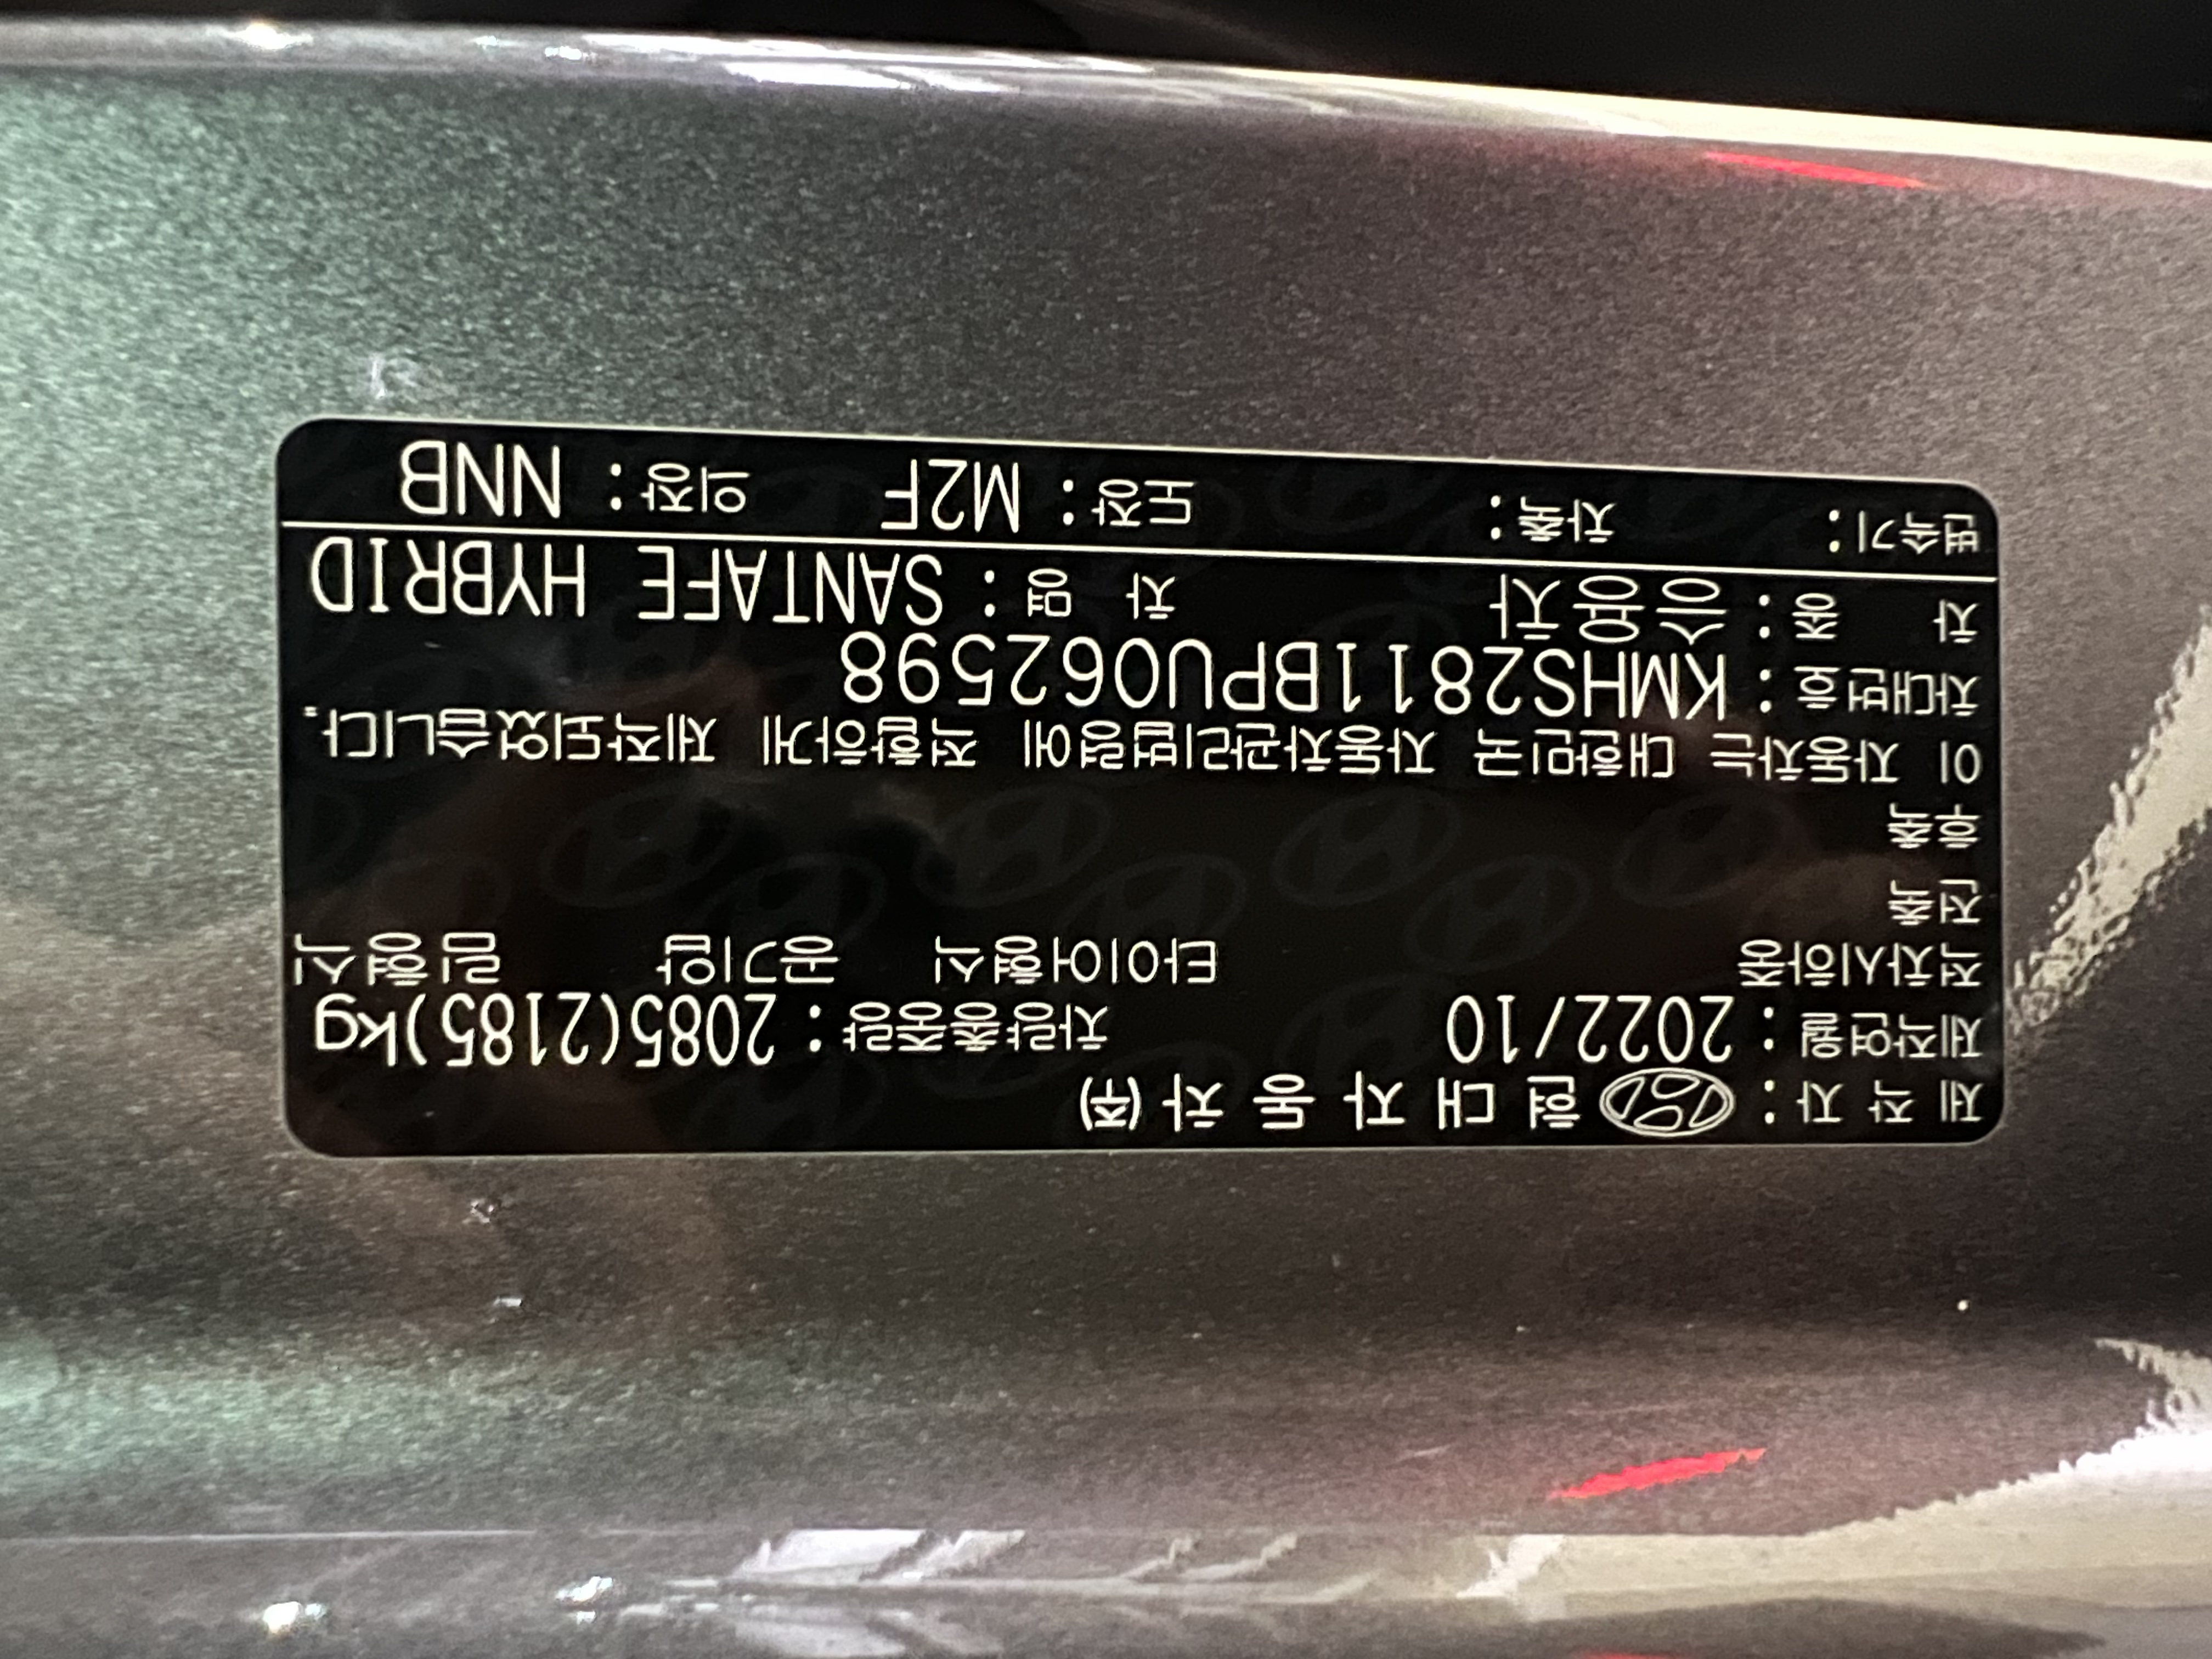 제 작 자 : 현 대 자 동 차 (주)
제작연월 : 2022/10 차량총중량 : 2085(2185)kg
적차시하중 타이어형식 공기압 림형식
전축
후축
이 자동차는 대한민국 자동차관리법령에 적합하게 제작되었습니다.
차대번호 : KMHS2811BPU062598
차 종 : 승용차 차 명 : SANTAFE HYBRID
변속기 : 차축 : 도장 : M2F 의장 : NNB